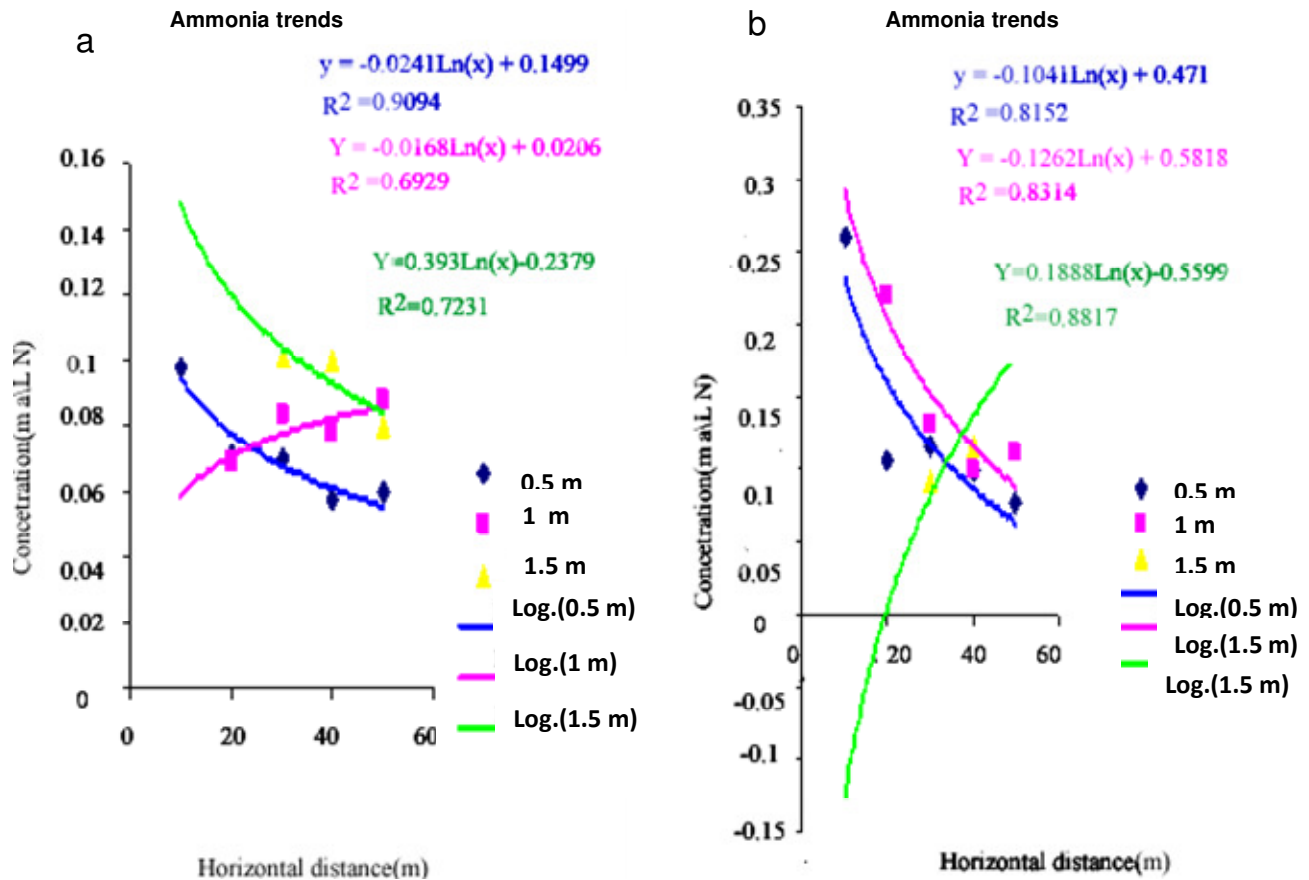 a
Ammonia trends
y = -0.0241Ln(x) + 0.1499
R2 =0.9094
Y = -0.0168Ln(x) + 0.0206
R2 =0.6929
Y=0.393Ln(x)-0.2379
R2=0.7231
0.16
0.14
0.12
0.1
0.08
0.06
0.04
0.02
0
Concetration(m a\L N)
0
20
40
60
Horizontal distance(m)
0.5 m
1 m
1.5 m
Log.(0.5 m)
Log.(1 m)
Log.(1.5 m)
b
Ammonia trends
y = -0.1041Ln(x) + 0.471
R2 =0.8152
Y = -0.1262Ln(x) + 0.5818
R2 =0.8314
Y=0.1888Ln(x)-0.5599
R2=0.8817
0.35
0.3
0.25
0.2
0.15
0.1
0.05
0
-0.05
-0.1
-0.15
Concetration(m a\L N)
0
20
40
60
Horizontal distance(m)
0.5 m
1 m
1.5 m
Log.(0.5 m)
Log.(1.5 m)
Log.(1.5 m)